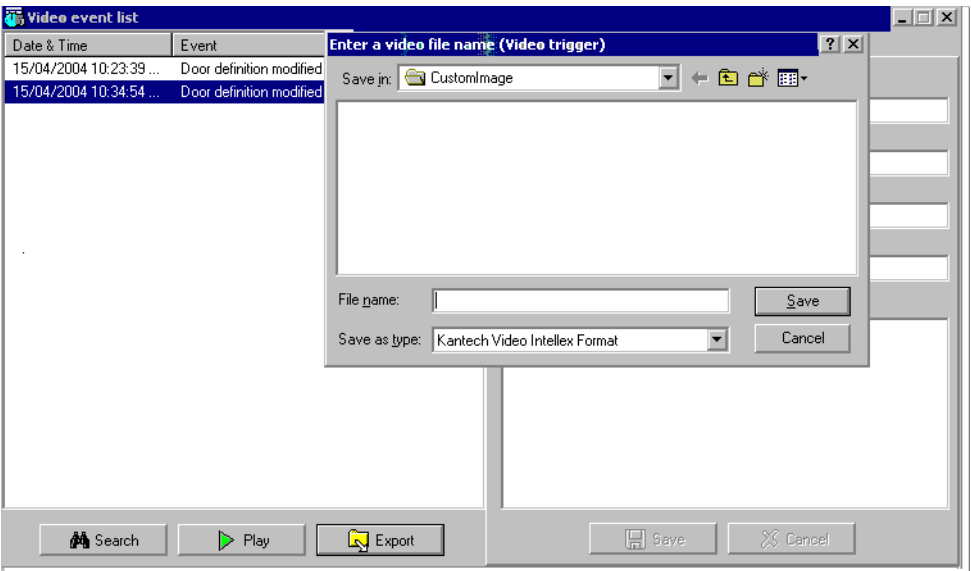 Video event list
Date & Time Event
15/04/2004 10:23:39 ... Door definition modified
15/04/2004 10:34:54 ... Door definition modified
Enter a video file name (Video trigger)
Save in: CustomImage
File name:
Save
Save as type: Kantech Video Intellex Format
Cancel
Search Play Export
Save Cancel